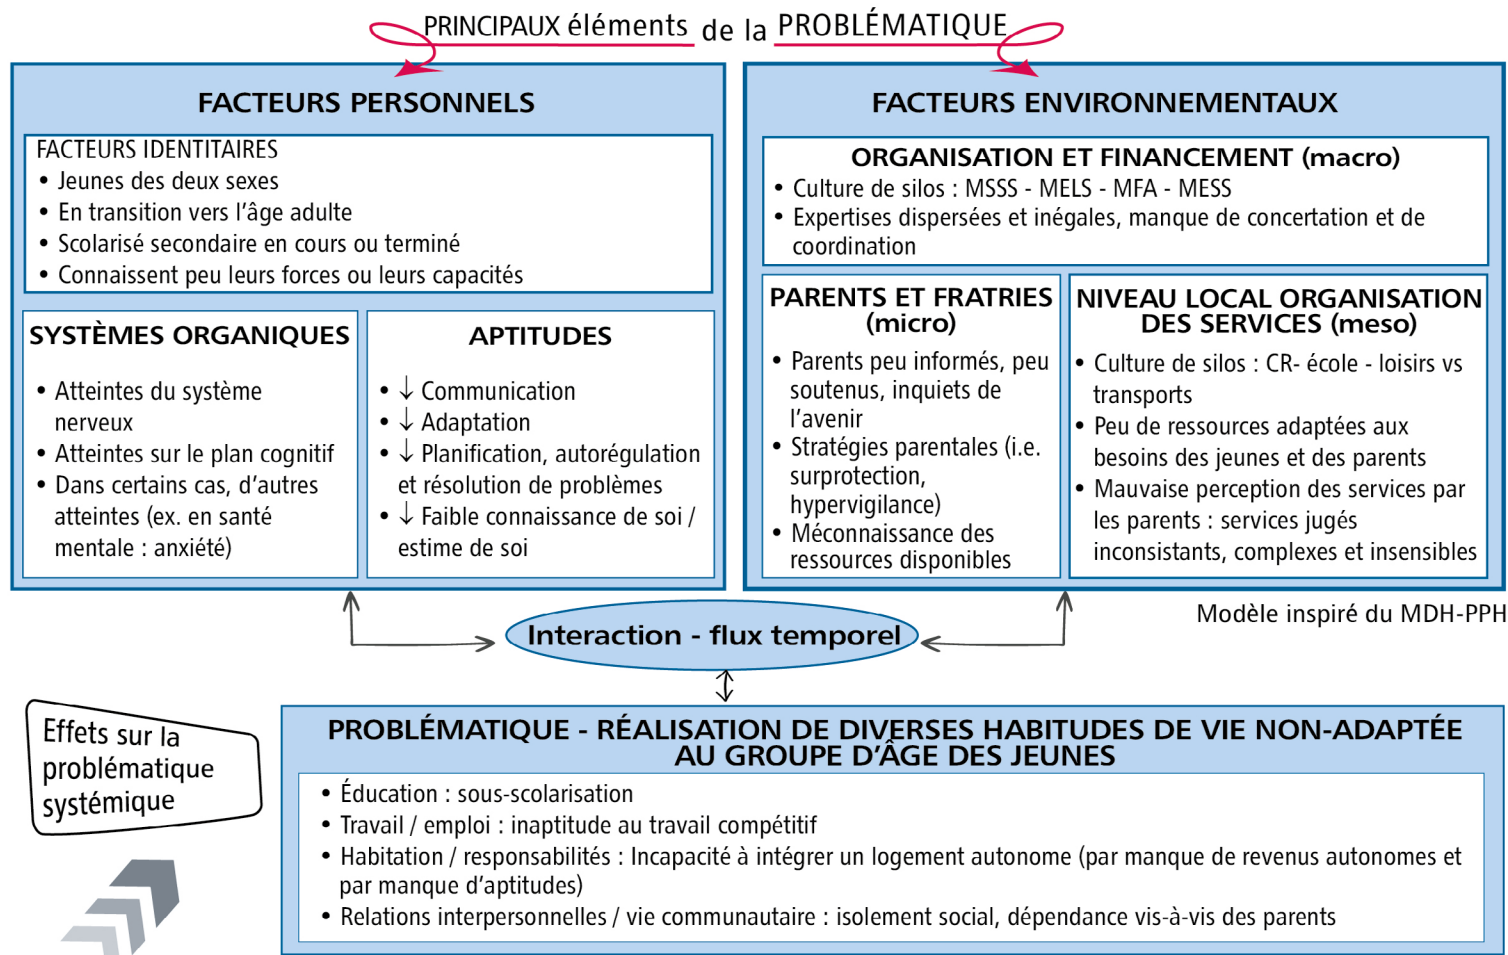 PRINCIPAUX éléments de la PROBLÉMATIQUE
FACTEURS PERSONNELS
FACTEURS IDENTITAIRES
• Jeunes des deux sexes
• En transition vers l'âge adulte
• Scolarisé secondaire en cours ou terminé
• Connaissent peu leurs forces ou leurs capacités
SYSTÈMES ORGANIQUES
• Atteintes du système
nerveux
• Atteintes sur le plan cognitif
• Dans certains cas, d'autres
atteintes (ex. en santé
mentale : anxiété)
APTITUDES
• ↓ Communication
• ↓ Adaptation
• ↓ Planification, autorégulation
et résolution de problèmes
• ↓ Faible connaissance de soi /
estime de soi
FACTEURS ENVIRONNEMENTAUX
ORGANISATION ET FINANCEMENT (macro)
• Culture de silos : MSSS - MELS - MFA - MESS
• Expertises dispersées et inégales, manque de concertation et de
coordination
PARENTS ET FRATRIES
(micro)
• Parents peu informés, peu
soutenus, inquiets de
l'avenir
• Stratégies parentales (i.e.
surprotection,
hypervigilance)
• Méconnaissance des
ressources disponibles
NIVEAU LOCAL ORGANISATION
DES SERVICES (meso)
• Culture de silos : CR- école - loisirs vs
transports
• Peu de ressources adaptées aux
besoins des jeunes et des parents
• Mauvaise perception des services par
les parents : services jugés
inconsistants, complexes et insensibles
Interaction - flux temporel
Modèle inspiré du MDH-PPH
Effets sur la
problématique
systémique
PROBLÉMATIQUE - RÉALISATION DE DIVERSES HABITUDES DE VIE NON-ADAPTÉE
AU GROUPE D'ÂGE DES JEUNES
• Éducation : sous-scolarisation
• Travail / emploi : inaptitude au travail compétitif
• Habitation / responsabilités : Incapacité à intégrer un logement autonome (par manque de revenus autonomes et
par manque d'aptitudes)
• Relations interpersonnelles / vie communautaire : isolement social, dépendance vis-à-vis des parents